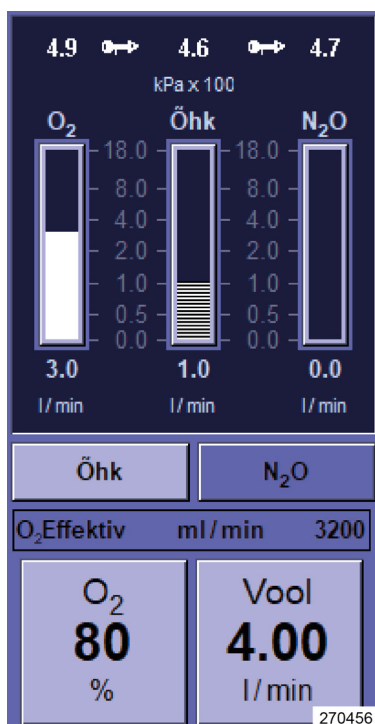 4.9 4.6 4.7
kPa x 100
O₂ Õhk N₂O
18.0 18.0
8.0 8.0
4.0 4.0
2.0 2.0
1.0 1.0
0.5 0.5
0.0 0.0
3.0 1.0 0.0
l/min l/min l/min
Õhk N₂O
O₂Effektiv ml/min 3200
O₂ Vool
80 4.00
% l/min
270456